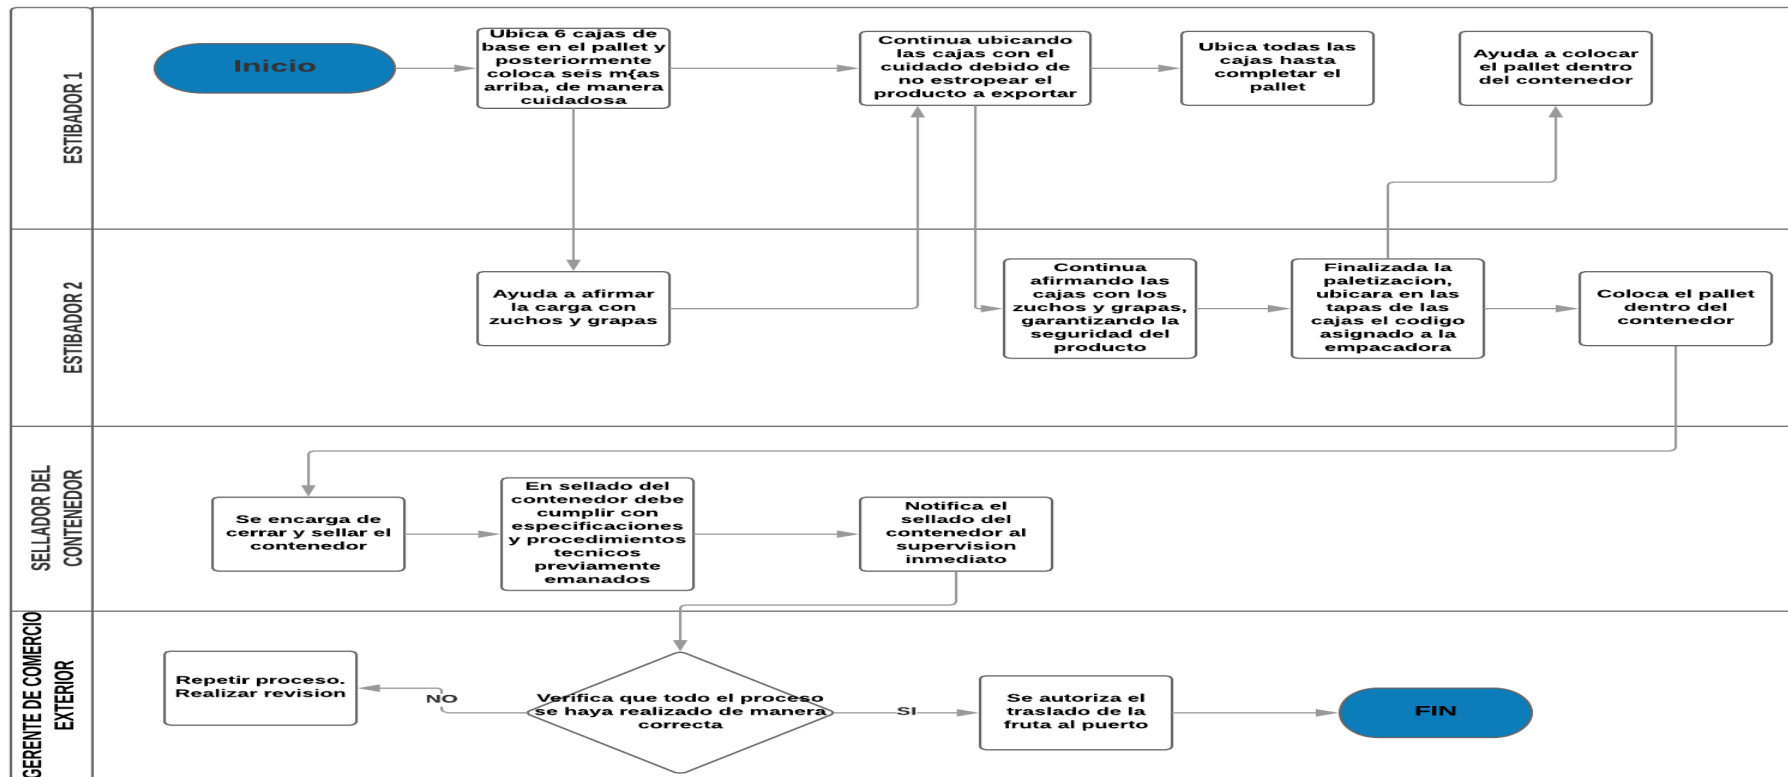 ESTIBADOR 1
Inicio
Ubica 6 cajas de
base en el pallet y
posteriormente
coloca seis m{as
arriba, de manera
cuidadosa
Continua ubicando
las cajas con el
cuidado debido de
no estropear el
producto a exportar
Ubica todas las
cajas hasta
completar el
pallet
Ayuda a colocar
el pallet dentro
del contenedor
ESTIBADOR 2
Ayuda a afirmar
la carga con
zuchos y grapas
Continua
afirmando las
cajas con los
zuchos y grapas,
garantizando la
seguridad del
producto
Finalizada la
paletizacion,
ubicara en las
tapas de las
cajas el codigo
asignado a la
empacadora
Coloca el pallet
dentro del
contenedor
SELLADOR DEL
CONTENEDOR
Se encarga de
cerrar y sellar el
contenedor
En sellado del
contenedor debe
cumplir con
especificaciones
y procedimientos
tecnicos
previamente
emanados
Notifica el
sellado del
contenedor al
supervision
inmediato
GERENTE DE COMERCIO
EXTERIOR
Repetir proceso.
Realizar revision
NO
Verifica que todo el proceso
se haya realizado de manera
correcta
SI
Se autoriza el
traslado de la
fruta al puerto
FIN